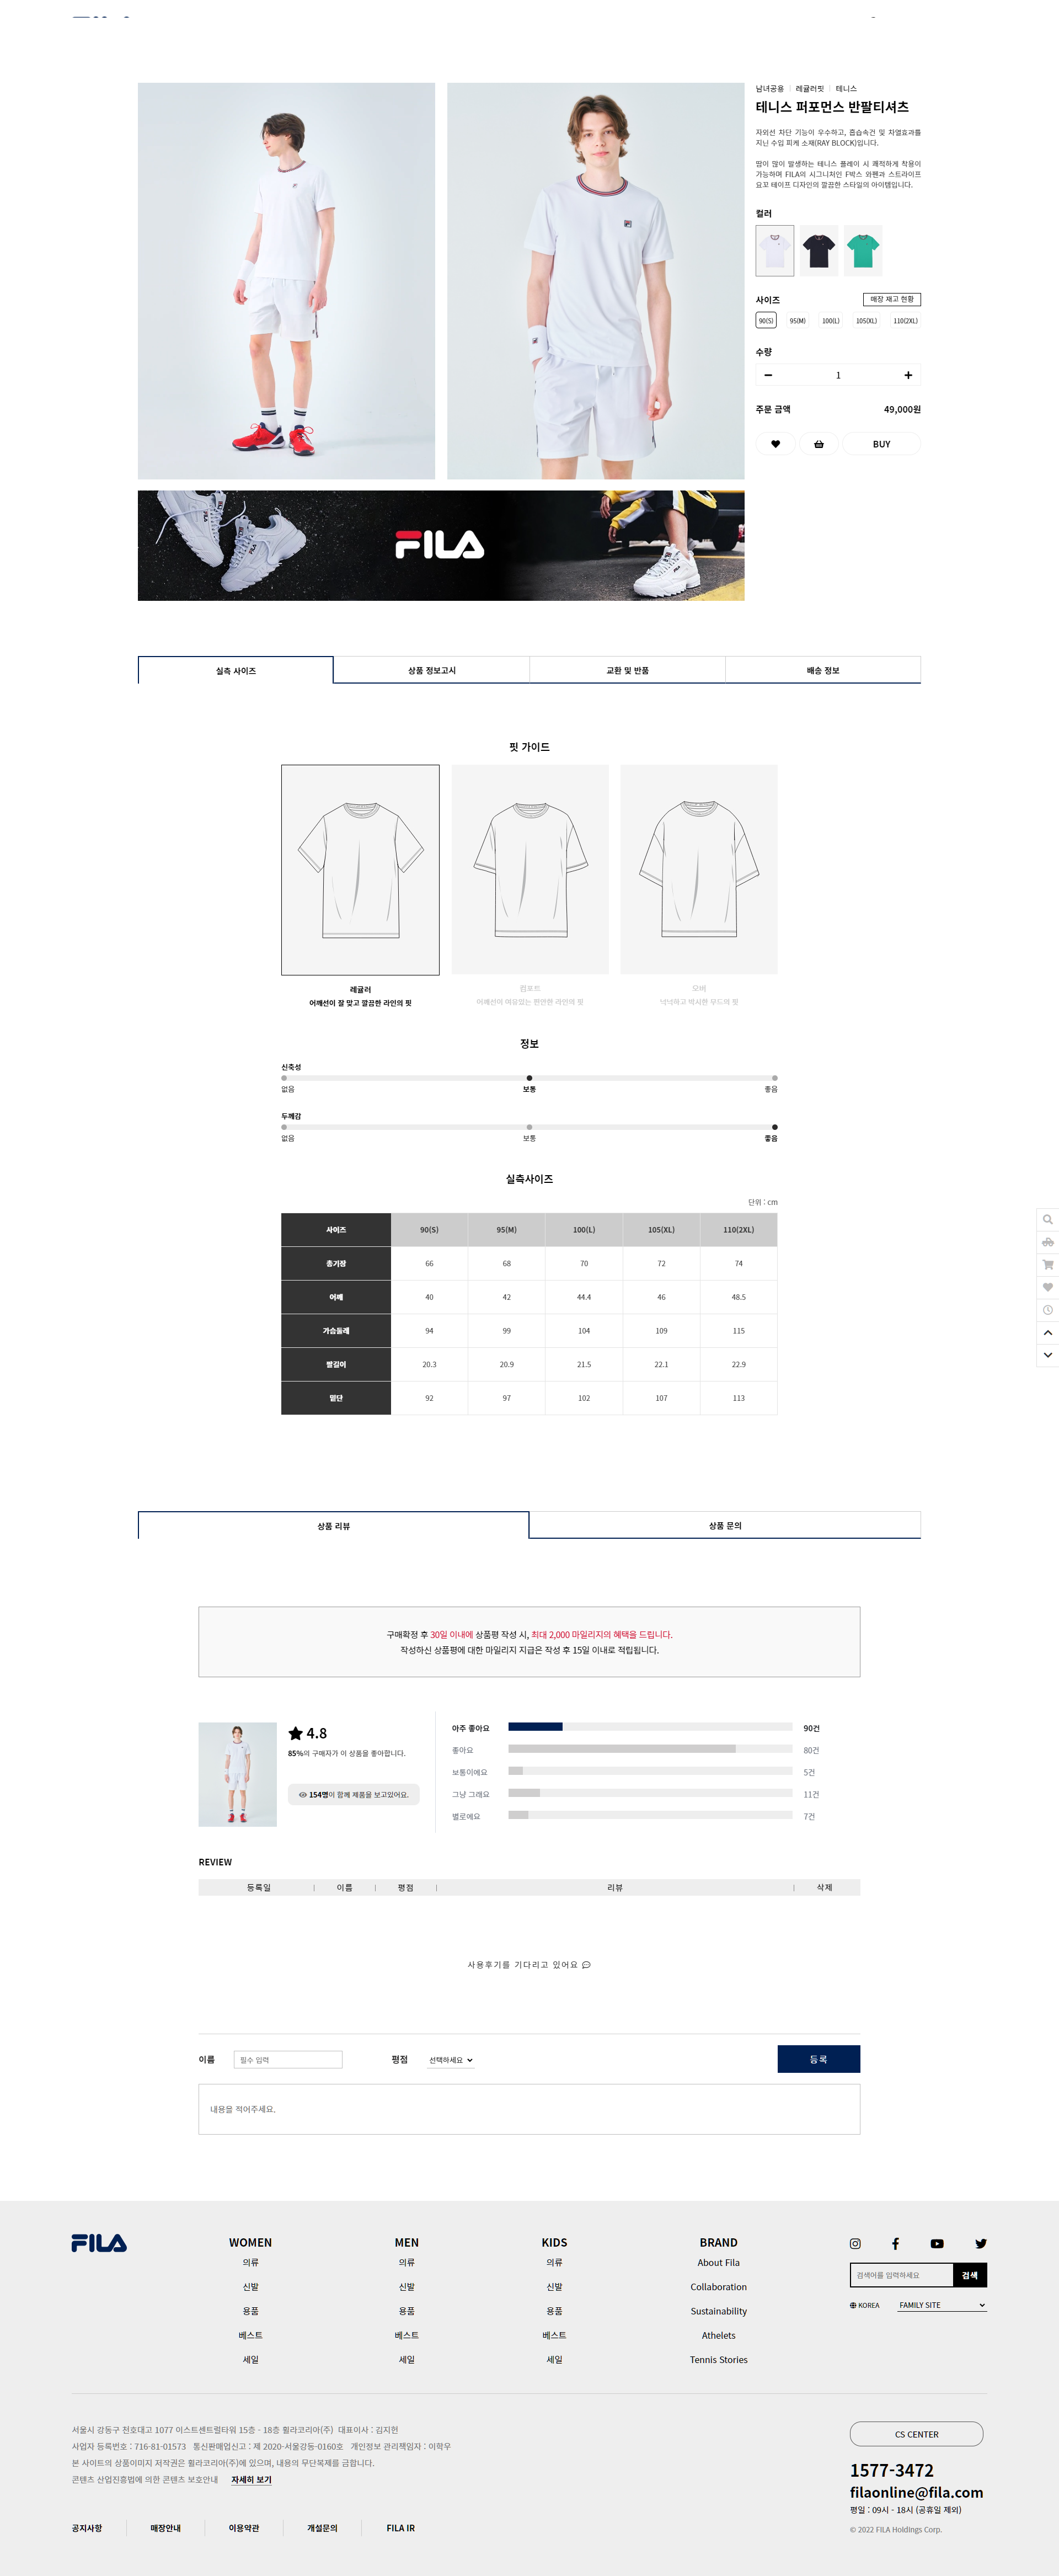 남녀공용 | 레귤러핏 | 테니스
테니스 퍼포먼스 반팔티셔츠
자외선 차단 기능이 우수하고, 흡습속건 및 차열효과를
지닌 수입 피케 소재(RAY BLOCK)입니다.
땀이 많이 발생하는 테니스 플레이 시 쾌적하게 착용이
가능하며 FILA의 시그니처인 F박스 와펜과 스트라이프
요꼬 테이프 디자인의 깔끔한 스타일의 아이템입니다.
컬러
사이즈 매장 재고 현황
90(S) 95(M) 100(L) 105(XL) 110(2XL)
수량
1
주문 금액 49,000원
BUY
FILA
실측 사이즈 상품 정보고시 교환 및 반품 배송 정보
핏 가이드
레귤러 컴포트 오버
어깨선이 잘 맞고 깔끔한 라인의 핏 어깨선이 여유있는 편안한 라인의 핏 넉넉하고 박시한 무드의 핏
정보
신축성
없음 보통 좋음
두께감
없음 보통 좋음
실측사이즈
단위 : cm
사이즈 90(S) 95(M) 100(L) 105(XL) 110(2XL)
총기장 66 68 70 72 74
어깨 40 42 44.4 46 48.5
가슴둘레 94 99 104 109 115
팔길이 20.3 20.9 21.5 22.1 22.9
밑단 92 97 102 107 113
상품 리뷰 상품 문의
구매확정 후 30일 이내에 상품평 작성 시, 최대 2,000 마일리지의 혜택을 드립니다.
작성하신 상품평에 대한 마일리지 지급은 작성 후 15일 이내로 적립됩니다.
4.8
85%의 구매자가 이 상품을 좋아합니다.
154명이 함께 제품을 보고있어요.
아주 좋아요 90건
좋아요 80건
보통이에요 5건
그냥 그래요 11건
별로에요 7건
REVIEW
등록일 | 이름 | 평점 | 리뷰 | 삭제
사용후기를 기다리고 있어요
이름 필수 입력 평점 선택하세요 등록
내용을 적어주세요.
FILA
WOMEN
의류
신발
용품
베스트
세일
MEN
의류
신발
용품
베스트
세일
KIDS
의류
신발
용품
베스트
세일
BRAND
About Fila
Collaboration
Sustainability
Athelets
Tennis Stories
검색어를 입력하세요 검색
KOREA FAMILY SITE
서울시 강동구 천호대고 1077 이스트센트럴타워 15층 - 18층 휠라코리아(주) 대표이사 : 김지헌
사업자 등록번호 : 716-81-01573 통신판매업신고 : 제 2020-서울강동-0160호 개인정보 관리책임자 : 이학우
본 사이트의 상품이미지 저작권은 휠라코리아(주)에 있으며, 내용의 무단복제를 금합니다.
콘텐츠 산업진흥법에 의한 콘텐츠 보호안내 자세히 보기
공지사항 매장안내 이용약관 개설문의 FILA IR
CS CENTER
1577-3472
filaonline@fila.com
평일 : 09시 - 18시 (공휴일 제외)
© 2022 FILA Holdings Corp.